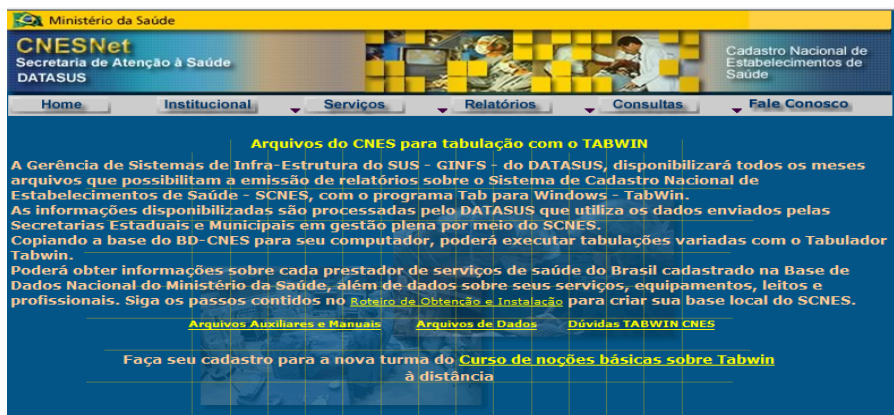 Ministério da Saúde
CNESNet
Secretaria de Atenção à Saúde
DATASUS
Cadastro Nacional de
Estabelecimentos de
Saúde
Home Institucional Serviços Relatórios Consultas Fale Conosco
Arquivos do CNES para tabulação com o TABWIN
A Gerência de Sistemas de Infra-Estrutura do SUS - GINFS - do DATASUS, disponibilizará todos os meses
arquivos que possibilitam a emissão de relatórios sobre o Sistema de Cadastro Nacional de
Estabelecimentos de Saúde - SCNES, com o programa Tab para Windows - TabWin.
As informações disponibilizadas são processadas pelo DATASUS que utiliza os dados enviados pelas
Secretarias Estaduais e Municipais em gestão plena por meio do SCNES.
Copiando a base do BD-CNES para seu computador, poderá executar tabulações variadas com o Tabulador
Tabwin.
Poderá obter informações sobre cada prestador de serviços de saúde do Brasil cadastrado na Base de
Dados Nacional do Ministério da Saúde, além de dados sobre seus serviços, equipamentos, leitos e
profissionais. Siga os passos contidos no Roteiro de Obtenção e Instalação para criar sua base local do SCNES.
Arquivos Auxiliares e Manuais Arquivos de Dados Dúvidas TABWIN CNES
Faça seu cadastro para a nova turma do Curso de noções básicas sobre Tabwin
à distância